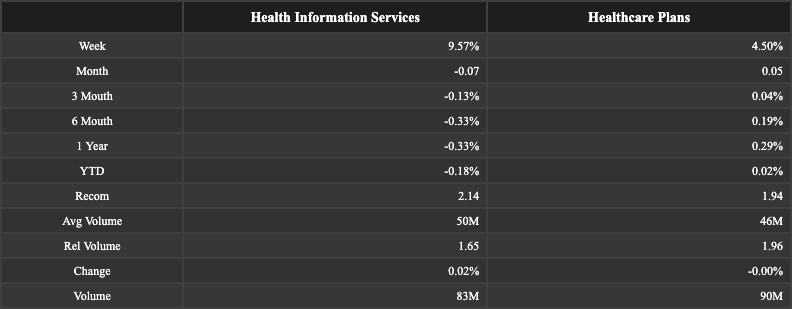 Health Information Services Healthcare Plans
Week 9.57% 4.50%
Month -0.07 0.05
3 Mouth -0.13% 0.04%
6 Mouth -0.33% 0.19%
1 Year -0.33% 0.29%
YTD -0.18% 0.02%
Recom 2.14 1.94
Avg Volume 50M 46M
Rel Volume 1.65 1.96
Change 0.02% -0.00%
Volume 83M 90M